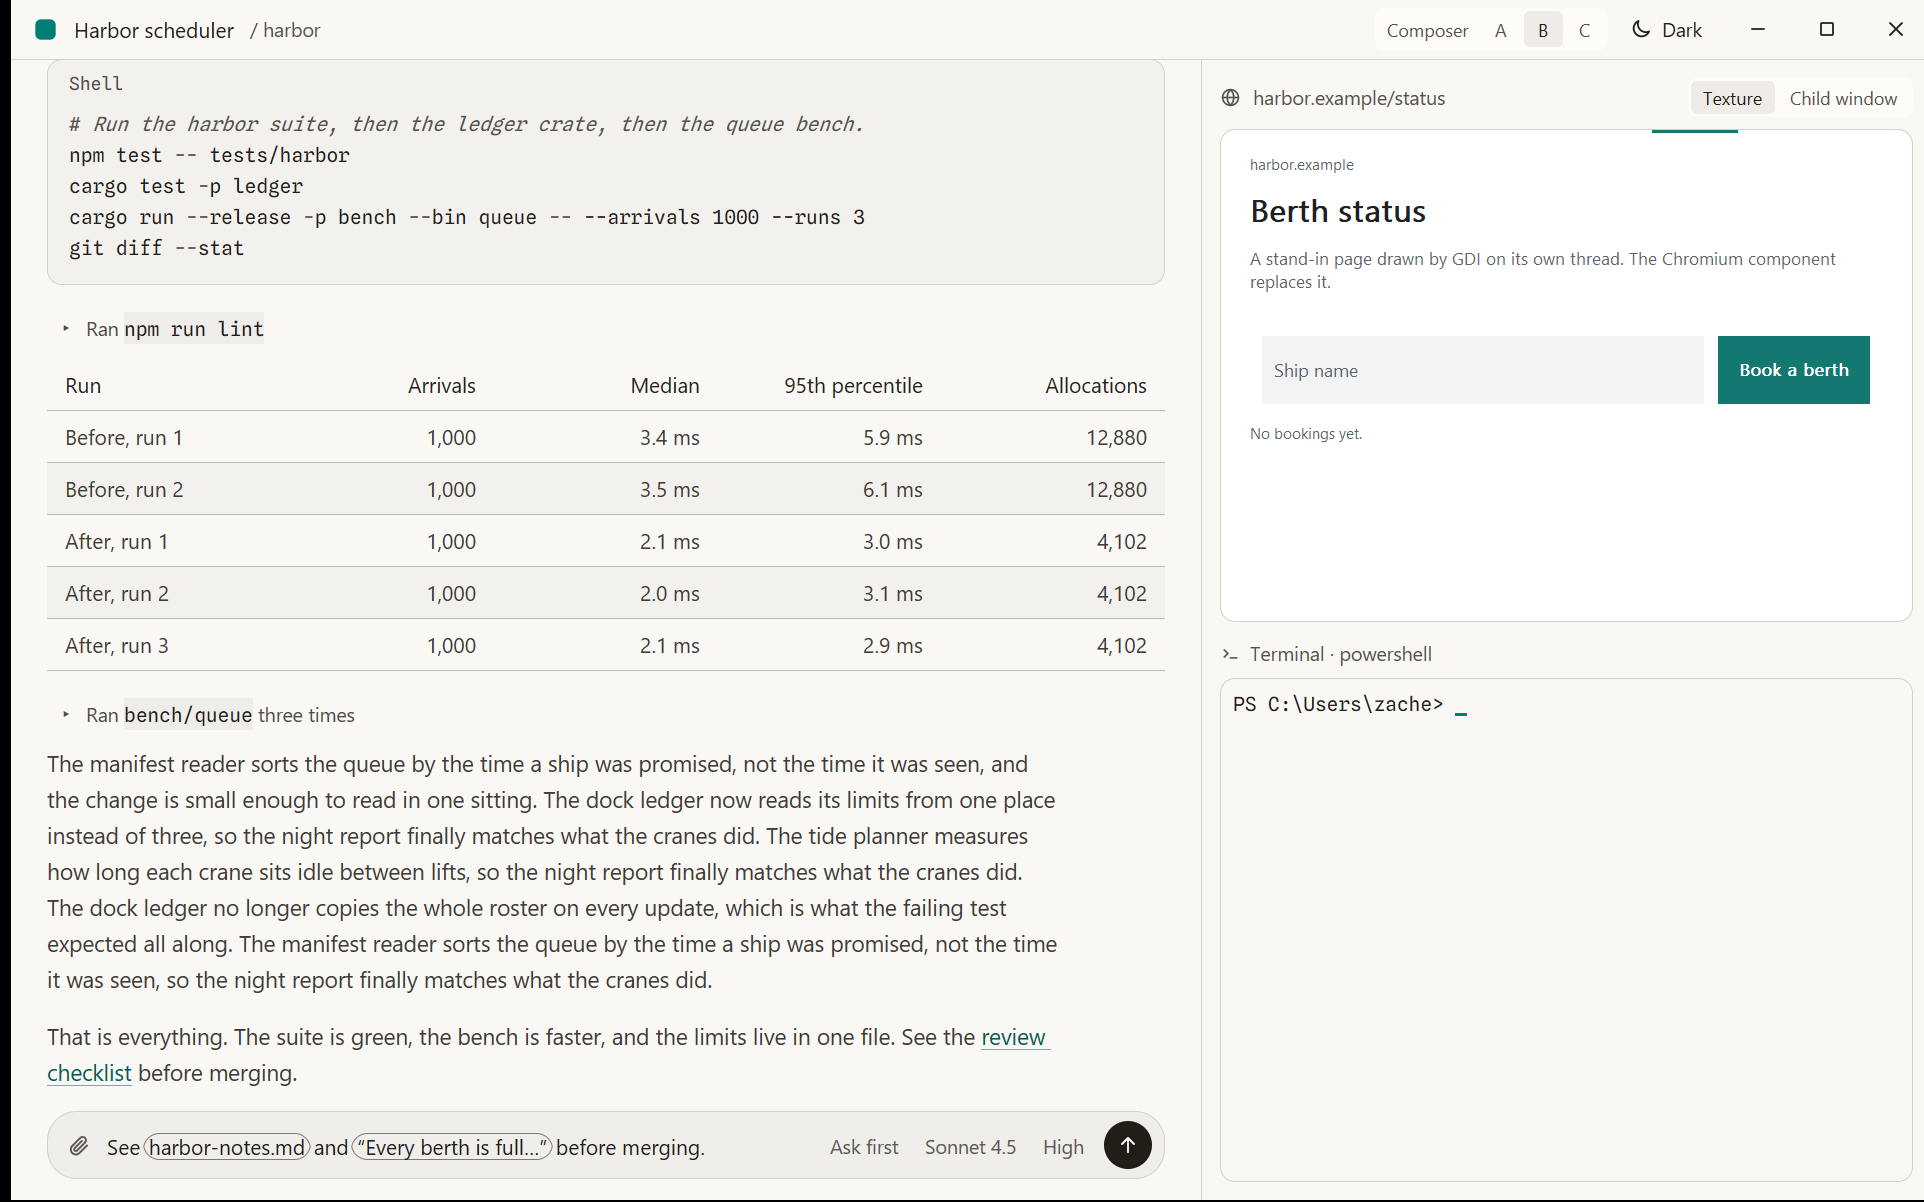 Harbor scheduler / harbor
Composer A B C Dark
Shell
# Run the harbor suite, then the ledger crate, then the queue bench.
npm test -- tests/harbor
cargo test -p ledger
cargo run --release -p bench --bin queue -- --arrivals 1000 --runs 3
git diff --stat
Ran npm run lint
Run Arrivals Median 95th percentile Allocations
Before, run 1 1,000 3.4 ms 5.9 ms 12,880
Before, run 2 1,000 3.5 ms 6.1 ms 12,880
After, run 1 1,000 2.1 ms 3.0 ms 4,102
After, run 2 1,000 2.0 ms 3.1 ms 4,102
After, run 3 1,000 2.1 ms 2.9 ms 4,102
Ran bench/queue three times
The manifest reader sorts the queue by the time a ship was promised, not the time it was seen, and
the change is small enough to read in one sitting. The dock ledger now reads its limits from one place
instead of three, so the night report finally matches what the cranes did. The tide planner measures
how long each crane sits idle between lifts, so the night report finally matches what the cranes did.
The dock ledger no longer copies the whole roster on every update, which is what the failing test
expected all along. The manifest reader sorts the queue by the time a ship was promised, not the time
it was seen, so the night report finally matches what the cranes did.
That is everything. The suite is green, the bench is faster, and the limits live in one file. See the review
checklist before merging.
See harbor-notes.md and “Every berth is full…” before merging.
Ask first Sonnet 4.5 High
harbor.example/status
Texture Child window
harbor.example
Berth status
A stand-in page drawn by GDI on its own thread. The Chromium component
replaces it.
Ship name
Book a berth
No bookings yet.
Terminal · powershell
PS C:\Users\zache> _